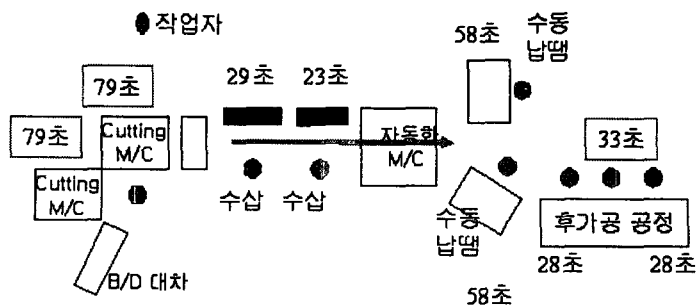 작업자
수동
납땜
58초
29초
23초
79초
79초
Cutting
M/C
자동화
M/C
33초
Cutting
M/C
수삽
수삽
수동
납땜
후가공 공정
28초
28초
B/D 대차
58초